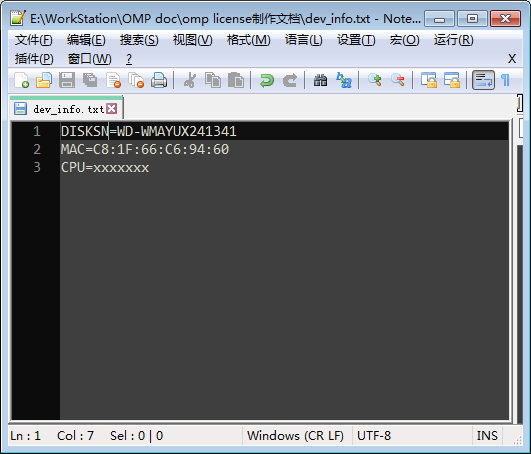 E:\WorkStation\OMP doc\omp license制作文档\dev_info.txt - Note...
文件(F) 编辑(E) 搜索(S) 视图(V) 格式(M) 语言(L) 设置(T) 宏(O) 运行(R)
插件(P) 窗口(W) ? X
dev_info.txt
1 DISKSN=WD-WMAYUX241341
2 MAC=C8:1F:66:C6:94:60
3 CPU=xxxxxxx
Ln : 1 Col : 7 Sel : 0 | 0 Windows (CR LF) UTF-8 INS